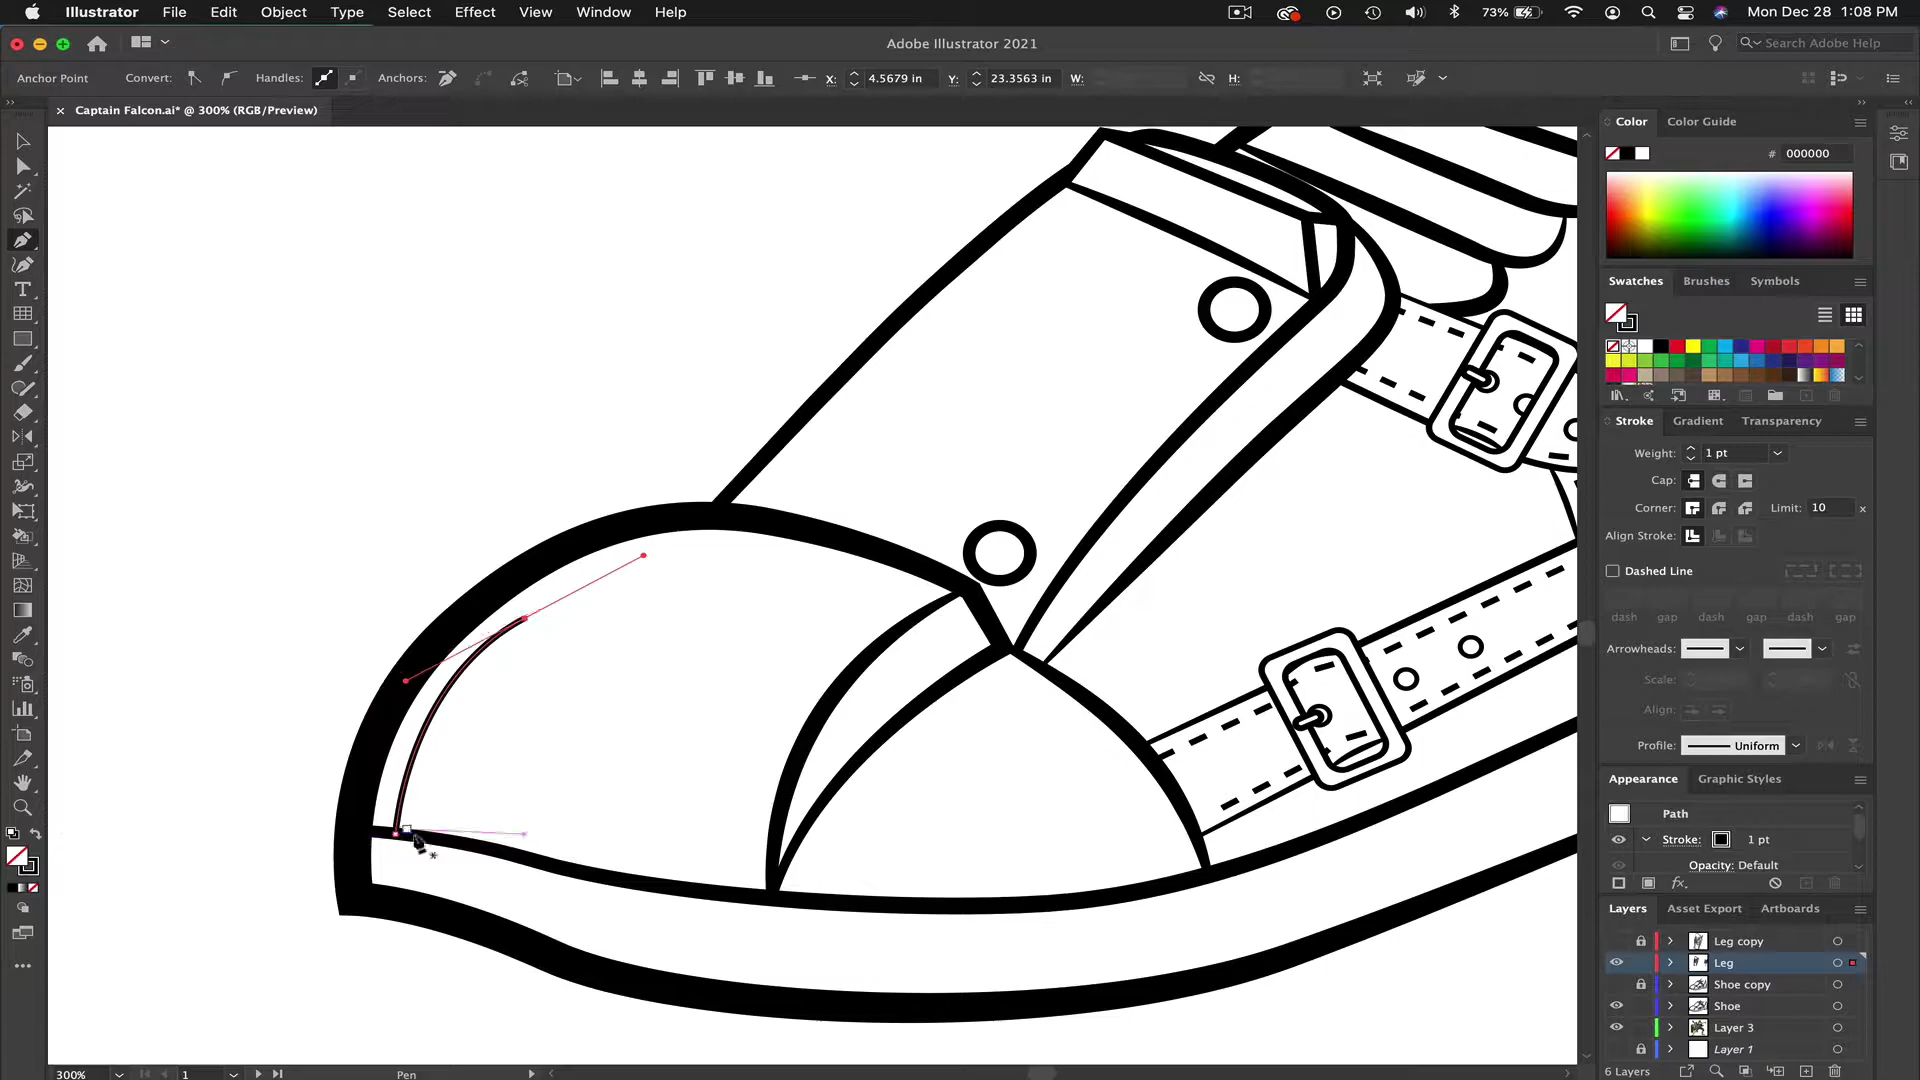 Illustrator File Edit Object Type Select Effect View Window Help 73% Mon Dec 28 1:08 PM
Adobe Illustrator 2021 Search Adobe Help
Anchor Point Convert: Handles: Anchors: X: 4.5679 in Y: 23.3563 in W: H:
Captain Falcon.ai* @ 300% (RGB/Preview)
Color Color Guide
# 000000
Swatches Brushes Symbols
Stroke Gradient Transparency
Weight: 1 pt
Cap:
Corner: Limit: 10 x
Align Stroke:
Dashed Line
dash gap dash gap dash gap
Arrowheads:
Scale:
Align:
Profile: Uniform
Appearance Graphic Styles
Path
Stroke: 1 pt
Opacity: Default
fx
Layers Asset Export Artboards
Leg copy
Leg
Shoe copy
Shoe
Layer 3
Layer 1
300% 1 Pen 6 Layers